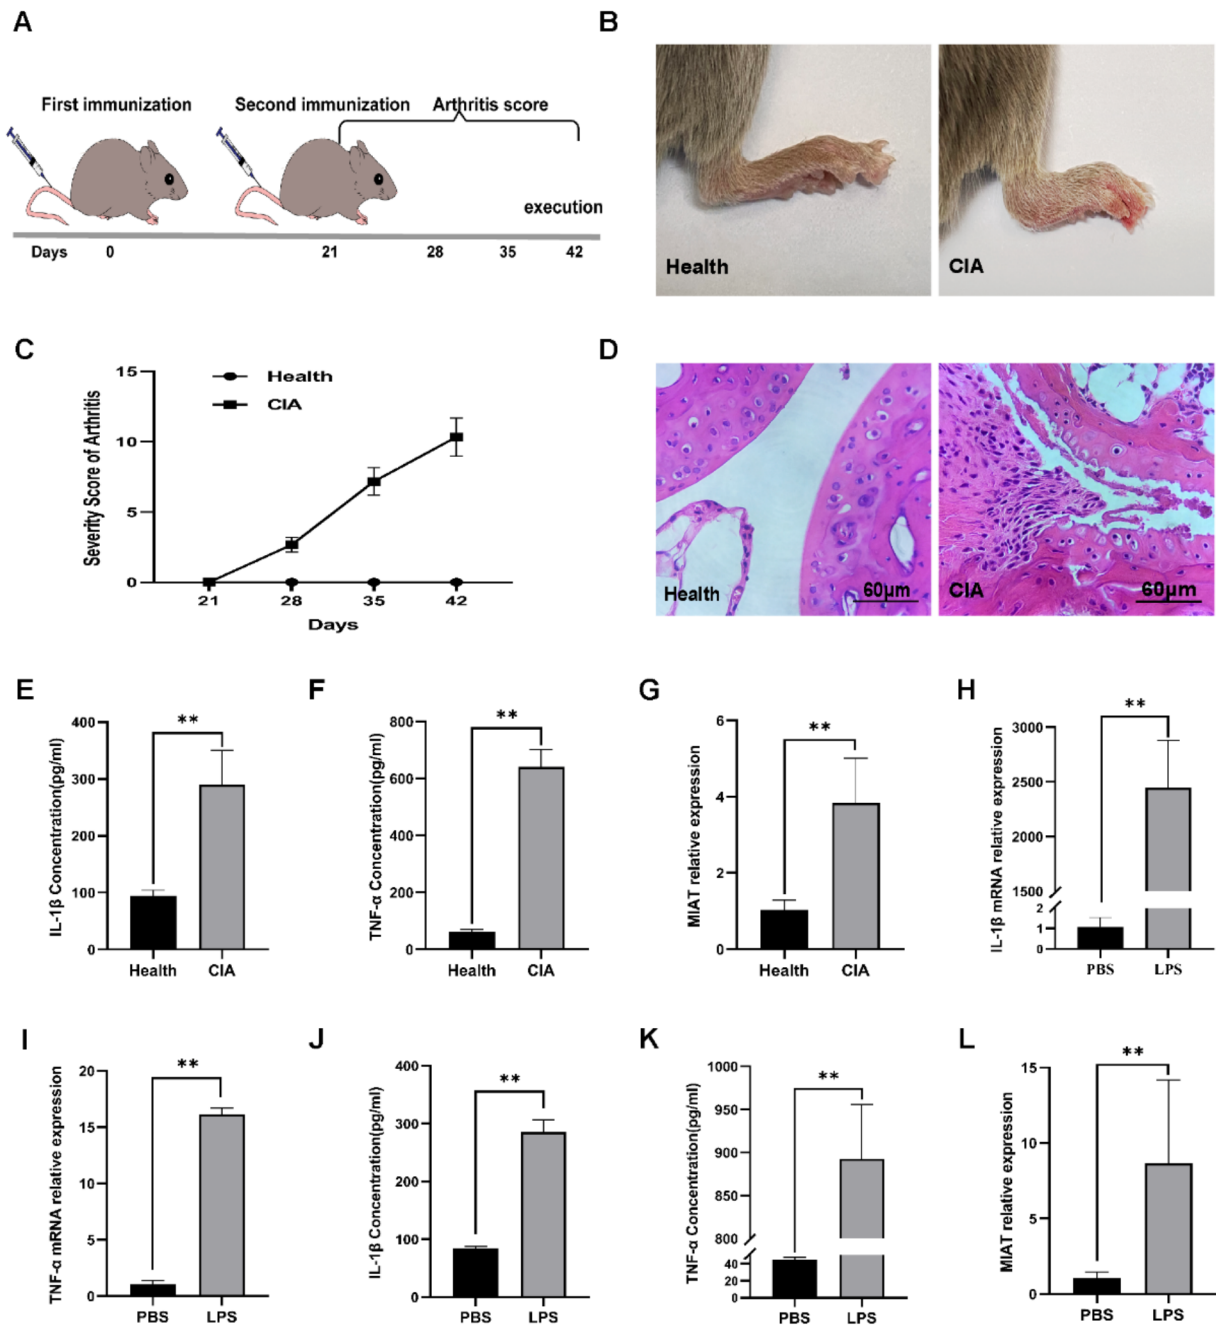 A
First immunization
Second immunization
Arthritis score
execution
Days 0 21 28 35 42
B
Health
CIA
C
Severity Score of Arthritis
15
10
5
0
Health
CIA
21 28 35 42
Days
D
Health
60μm
CIA
60μm
E
IL-1β Concentration(pg/ml)
400
300
200
100
0
**
Health CIA
F
TNF-α Concentration(pg/ml)
800
600
400
200
0
**
Health CIA
G
MIAT relative expression
6
4
2
0
**
Health CIA
H
IL-1β mRNA relative expression
3000
2500
2000
1500
2
1
0
**
PBS LPS
I
TNF-α mRNA relative expression
20
15
10
5
0
**
PBS LPS
J
IL-1β Concentration(pg/ml)
400
300
200
100
0
**
PBS LPS
K
TNF-α Concentration(pg/ml)
1000
950
900
850
800
40
20
0
**
PBS LPS
L
MIAT relative expression
15
10
5
0
**
PBS LPS